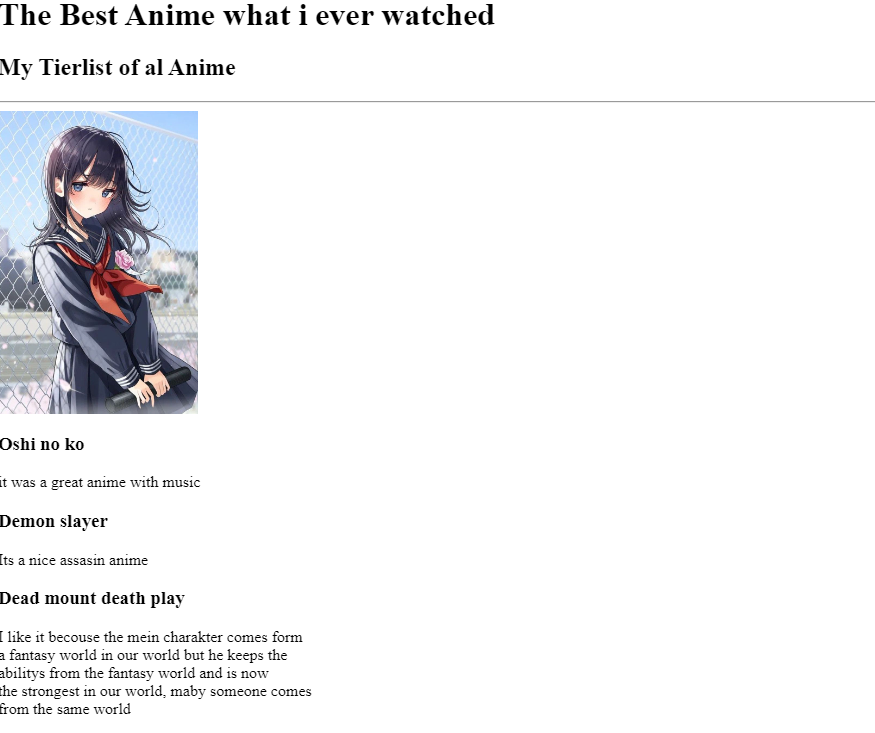 The Best Anime what i ever watched
My Tierlist of al Anime
Oshi no ko
it was a great anime with music
Demon slayer
Its a nice assasin anime
Dead mount death play
I like it becouse the mein charakter comes form
a fantasy world in our world but he keeps the
abilitys from the fantasy world and is now
the strongest in our world, maby someone comes
from the same world